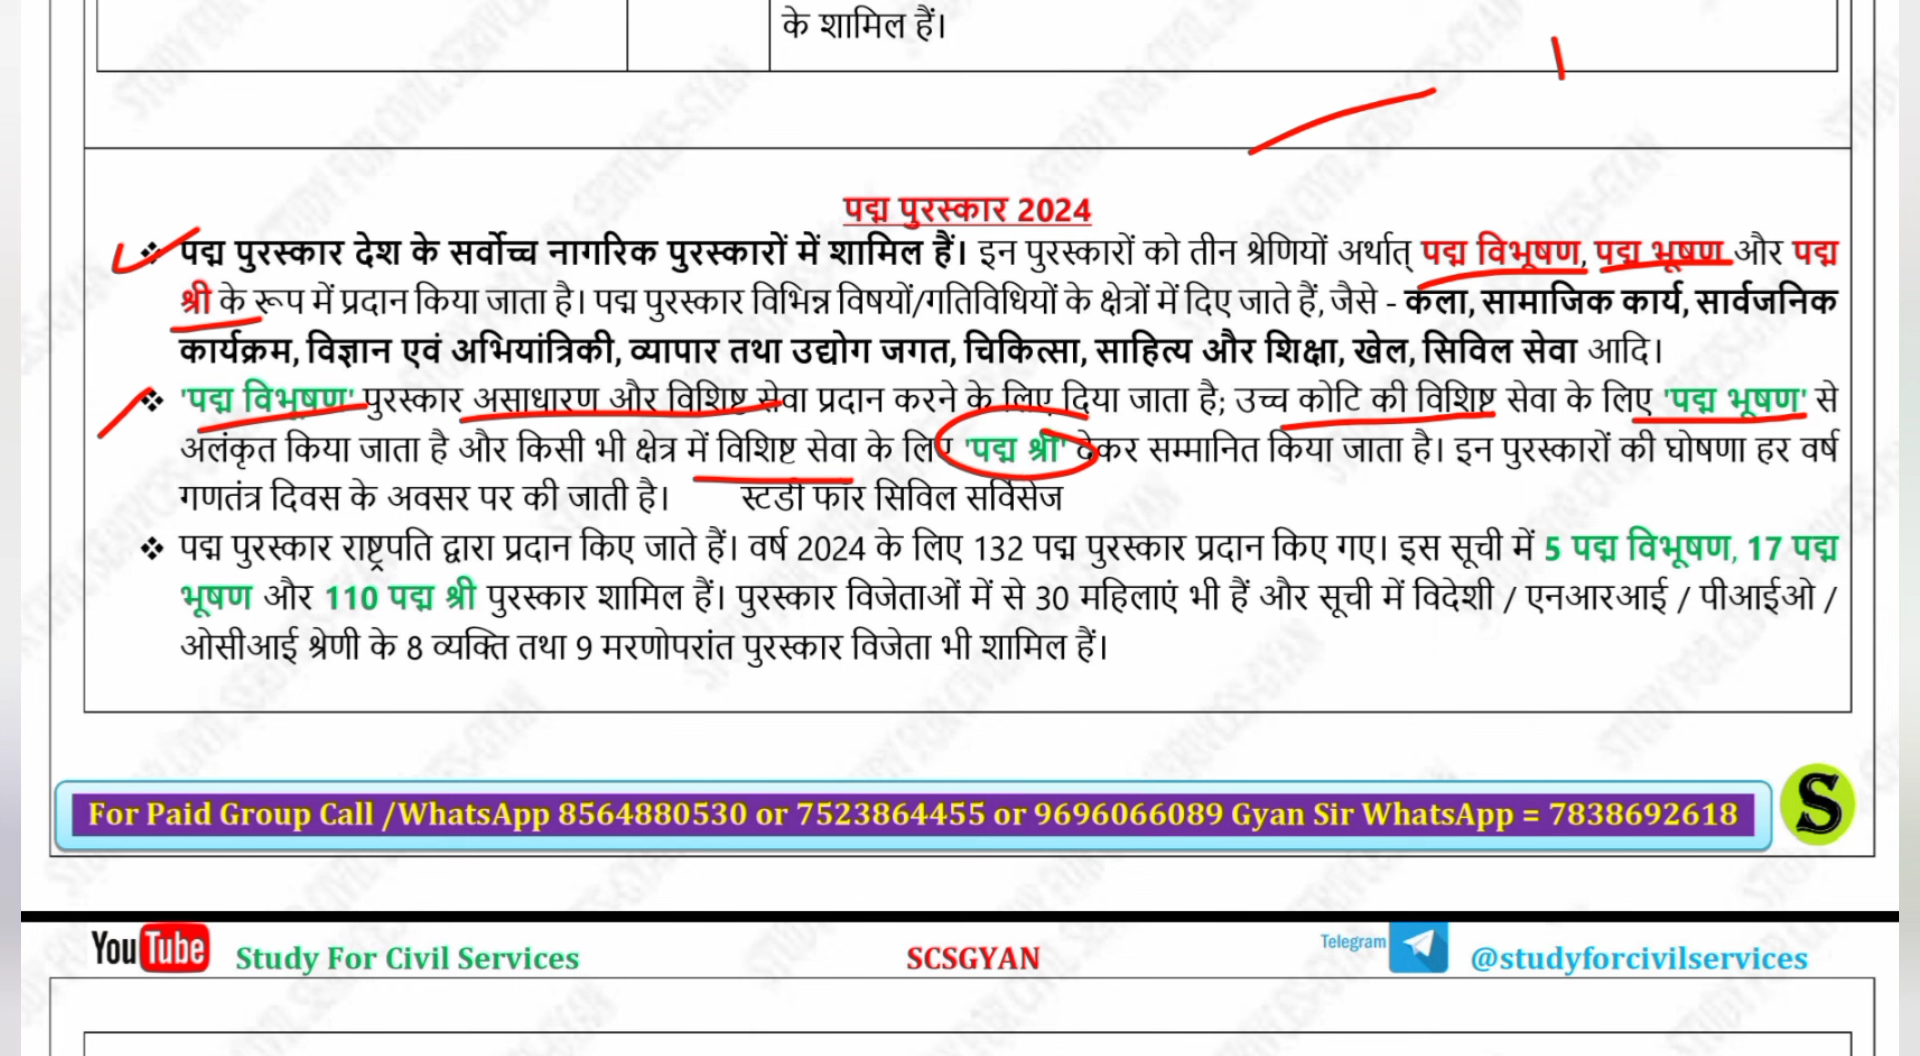 के शामिल हैं।
पद्म पुरस्कार 2024
❖ पद्म पुरस्कार देश के सर्वोच्च नागरिक पुरस्कारों में शामिल हैं। इन पुरस्कारों को तीन श्रेणियों अर्थात् पद्म विभूषण, पद्म भूषण और पद्म
श्री के रूप में प्रदान किया जाता है। पद्म पुरस्कार विभिन्न विषयों/गतिविधियों के क्षेत्रों में दिए जाते हैं, जैसे - कला, सामाजिक कार्य, सार्वजनिक
कार्यक्रम, विज्ञान एवं अभियांत्रिकी, व्यापार तथा उद्योग जगत, चिकित्सा, साहित्य और शिक्षा, खेल, सिविल सेवा आदि।
❖ 'पद्म विभूषण' पुरस्कार असाधारण और विशिष्ट सेवा प्रदान करने के लिए दिया जाता है; उच्च कोटि की विशिष्ट सेवा के लिए 'पद्म भूषण' से
अलंकृत किया जाता है और किसी भी क्षेत्र में विशिष्ट सेवा के लिए 'पद्म श्री' देकर सम्मानित किया जाता है। इन पुरस्कारों की घोषणा हर वर्ष
गणतंत्र दिवस के अवसर पर की जाती है। स्टडी फॉर सिविल सर्विसेज
❖ पद्म पुरस्कार राष्ट्रपति द्वारा प्रदान किए जाते हैं। वर्ष 2024 के लिए 132 पद्म पुरस्कार प्रदान किए गए। इस सूची में 5 पद्म विभूषण, 17 पद्म
भूषण और 110 पद्म श्री पुरस्कार शामिल हैं। पुरस्कार विजेताओं में से 30 महिलाएं भी हैं और सूची में विदेशी / एनआरआई / पीआईओ /
ओसीआई श्रेणी के 8 व्यक्ति तथा 9 मरणोपरांत पुरस्कार विजेता भी शामिल हैं।
For Paid Group Call /WhatsApp 8564880530 or 7523864455 or 9696066089 Gyan Sir WhatsApp = 7838692618
S
YouTube Study For Civil Services SCSGYAN Telegram @studyforcivilservices
STUDY FOR CIVIL SERIVCES-GYAN